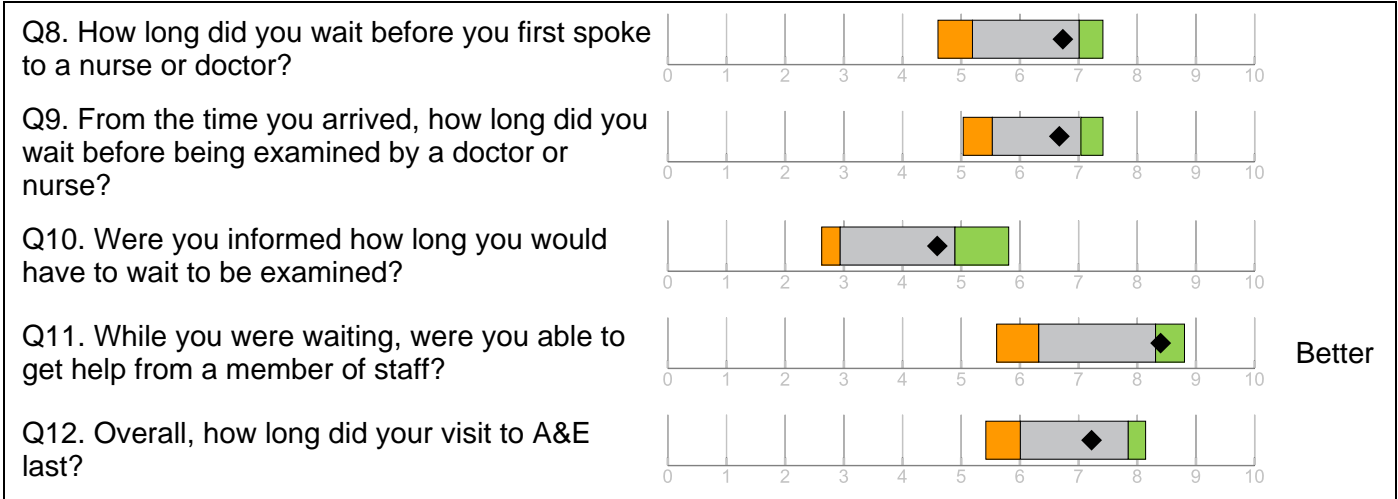 Q8. How long did you wait before you first spoke
to a nurse or doctor?
0 1 2 3 4 5 6 7 8 9 10
Q9. From the time you arrived, how long did you
wait before being examined by a doctor or
nurse?
0 1 2 3 4 5 6 7 8 9 10
Q10. Were you informed how long you would
have to wait to be examined?
0 1 2 3 4 5 6 7 8 9 10
Q11. While you were waiting, were you able to
get help from a member of staff?
Better
0 1 2 3 4 5 6 7 8 9 10
Q12. Overall, how long did your visit to A&E
last?
0 1 2 3 4 5 6 7 8 9 10